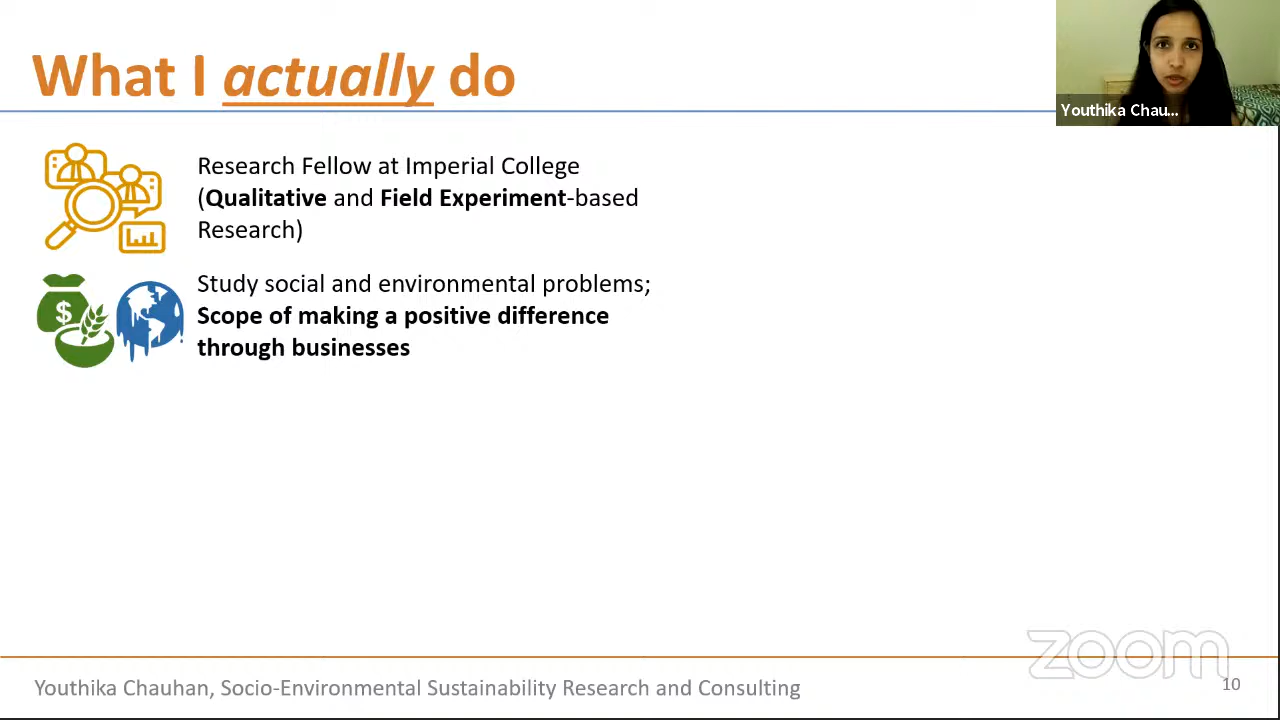 What I actually do
Youthika Chau...
Research Fellow at Imperial College
(Qualitative and Field Experiment-based
Research)
$
Study social and environmental problems;
Scope of making a positive difference
through businesses
zoom
Youthika Chauhan, Socio-Environmental Sustainability Research and Consulting
10